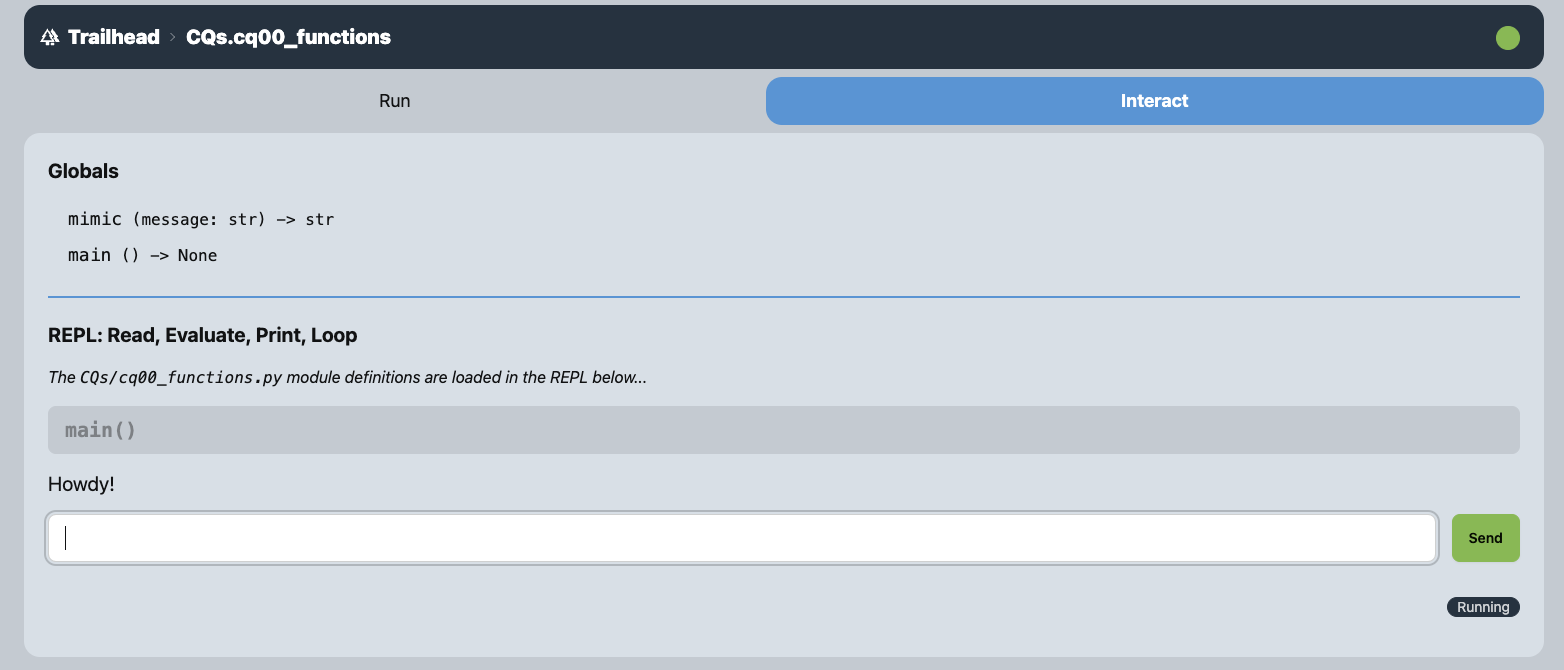 Trailhead › CQs.cq00_functions
Run Interact
Globals
mimic (message: str) -> str
main () -> None
REPL: Read, Evaluate, Print, Loop
The CQs/cq00_functions.py module definitions are loaded in the REPL below...
main()
Howdy!
Send
Running